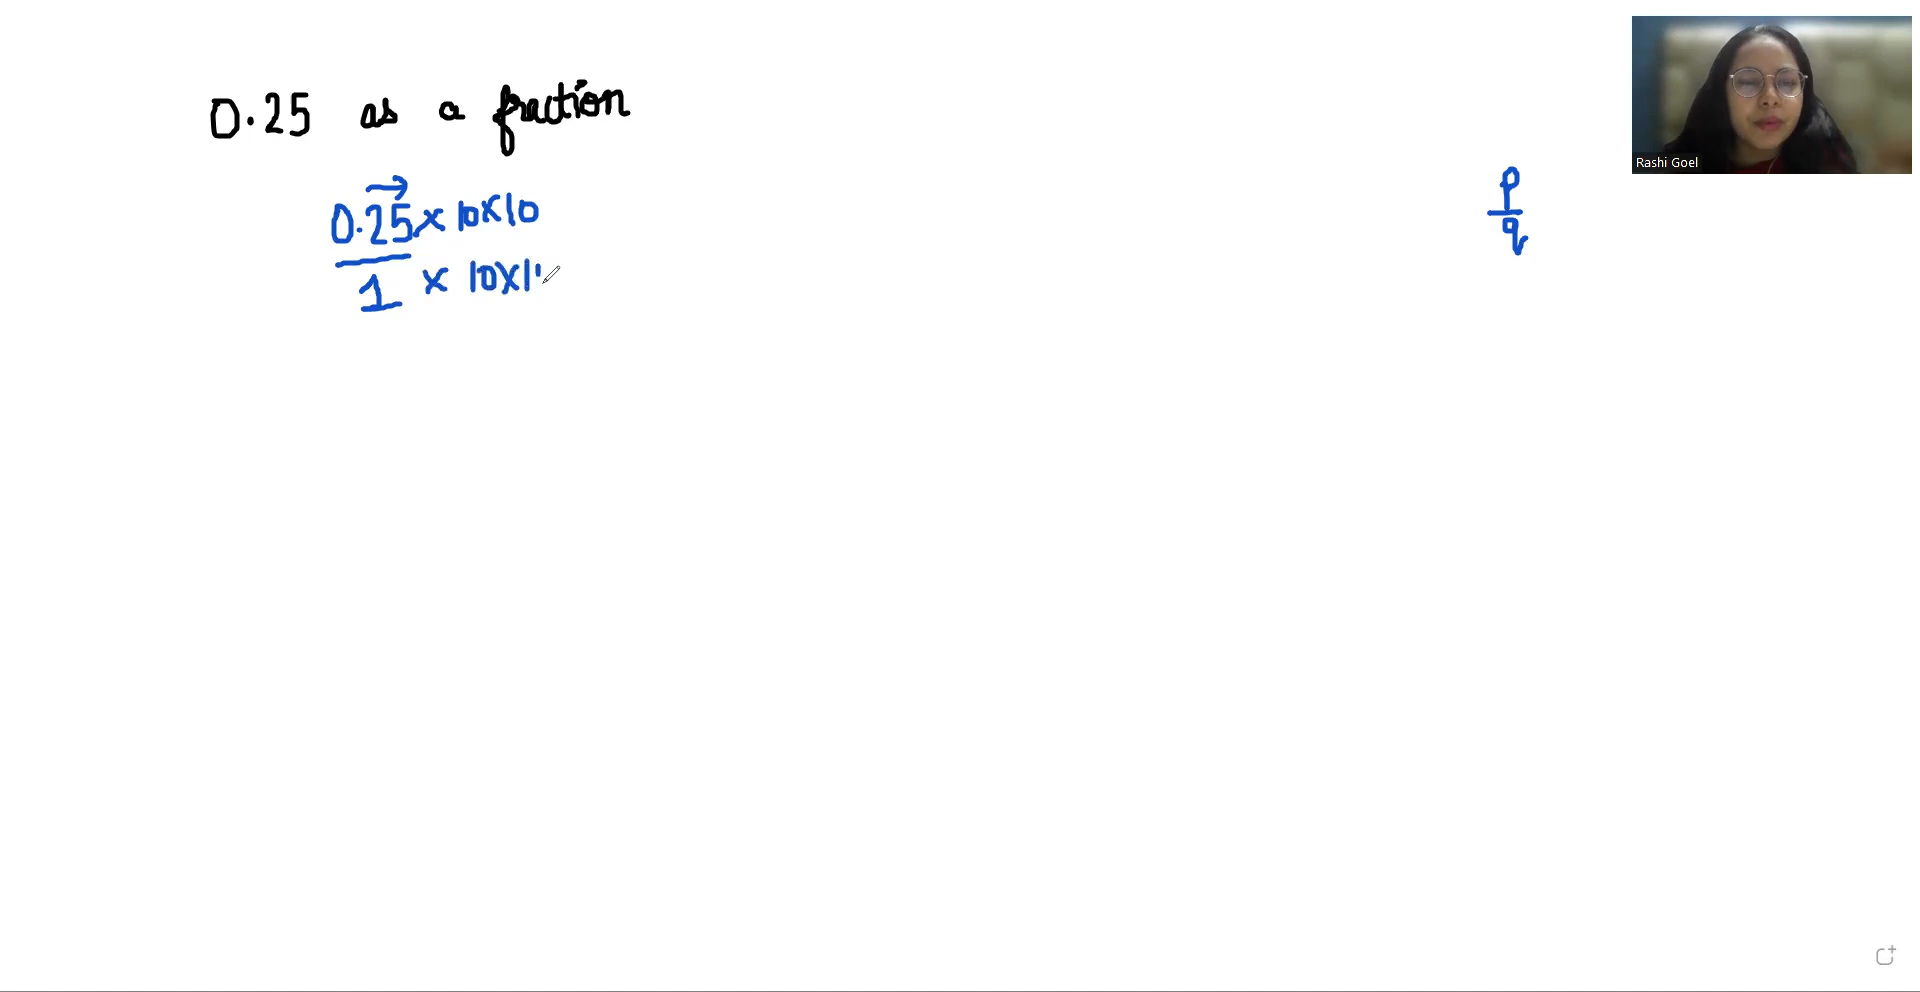 0.25 as a fraction
0.25 x 10 x 10
1 x 10 x 1
p
q
Rashi Goel